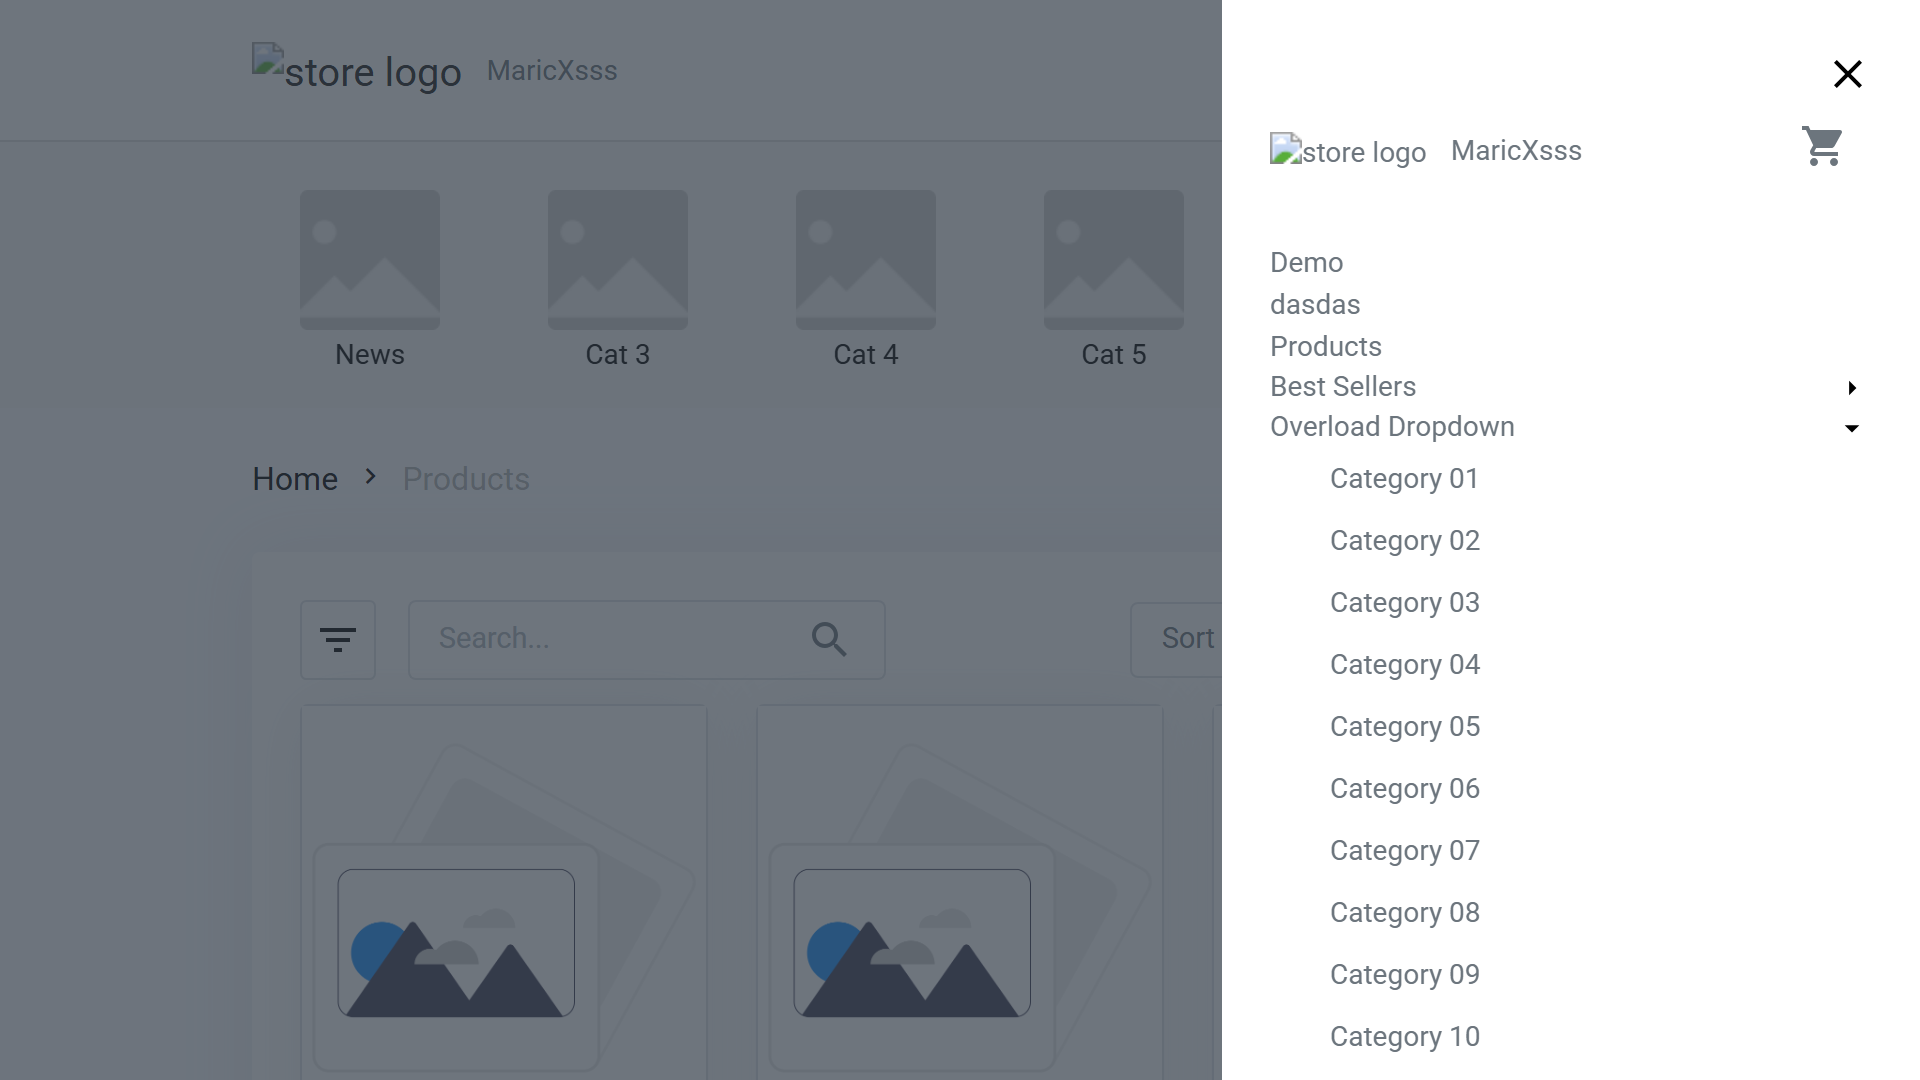 store logo MaricXsss
News Cat 3 Cat 4 Cat 5
Home Products
Search... Sort
store logo MaricXsss
Demo
dasdas
Products
Best Sellers
Overload Dropdown
Category 01
Category 02
Category 03
Category 04
Category 05
Category 06
Category 07
Category 08
Category 09
Category 10